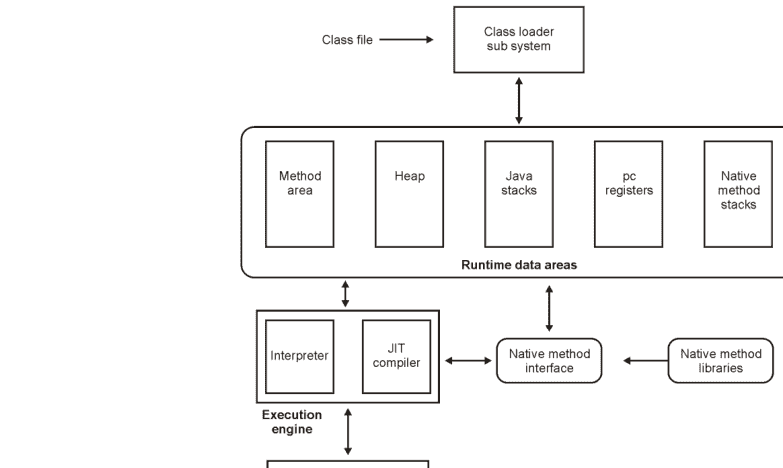 Class file
Class loader
sub system
Method
area
Heap
Java
stacks
pc
registers
Native
method
stacks
Runtime data areas
Interpreter
JIT
compiler
Native method
interface
Native method
libraries
Execution
engine